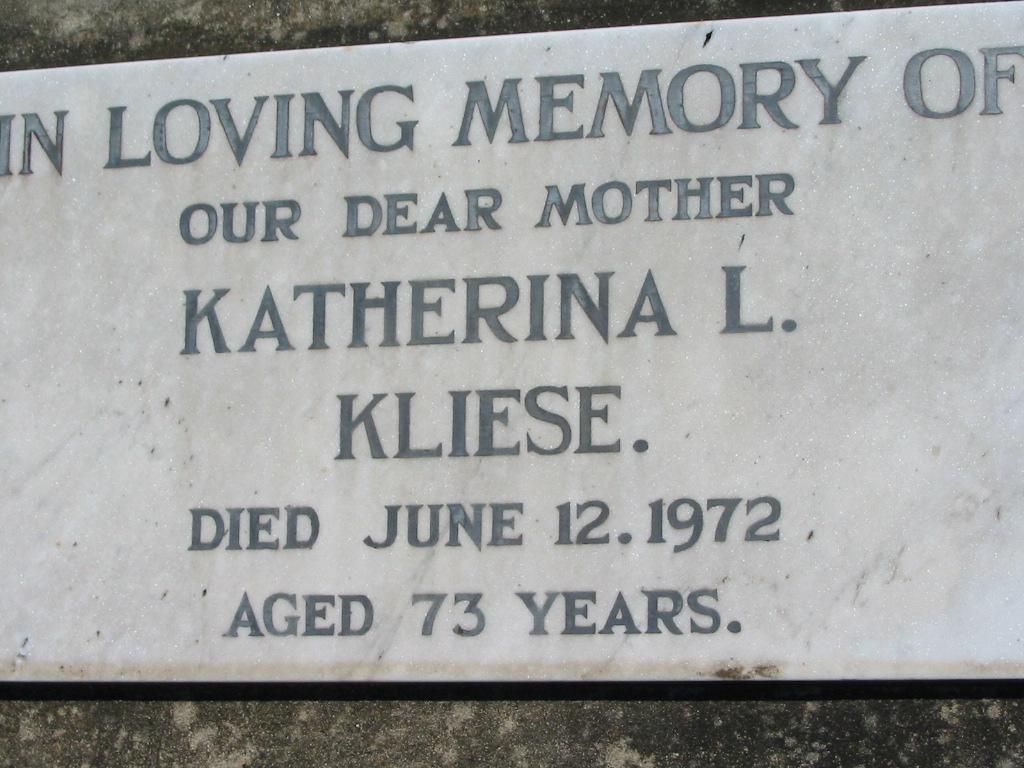 IN LOVING MEMORY OF
OUR DEAR MOTHER
KATHERINA L.
KLIESE.
DIED JUNE 12. 1972
AGED 73 YEARS.